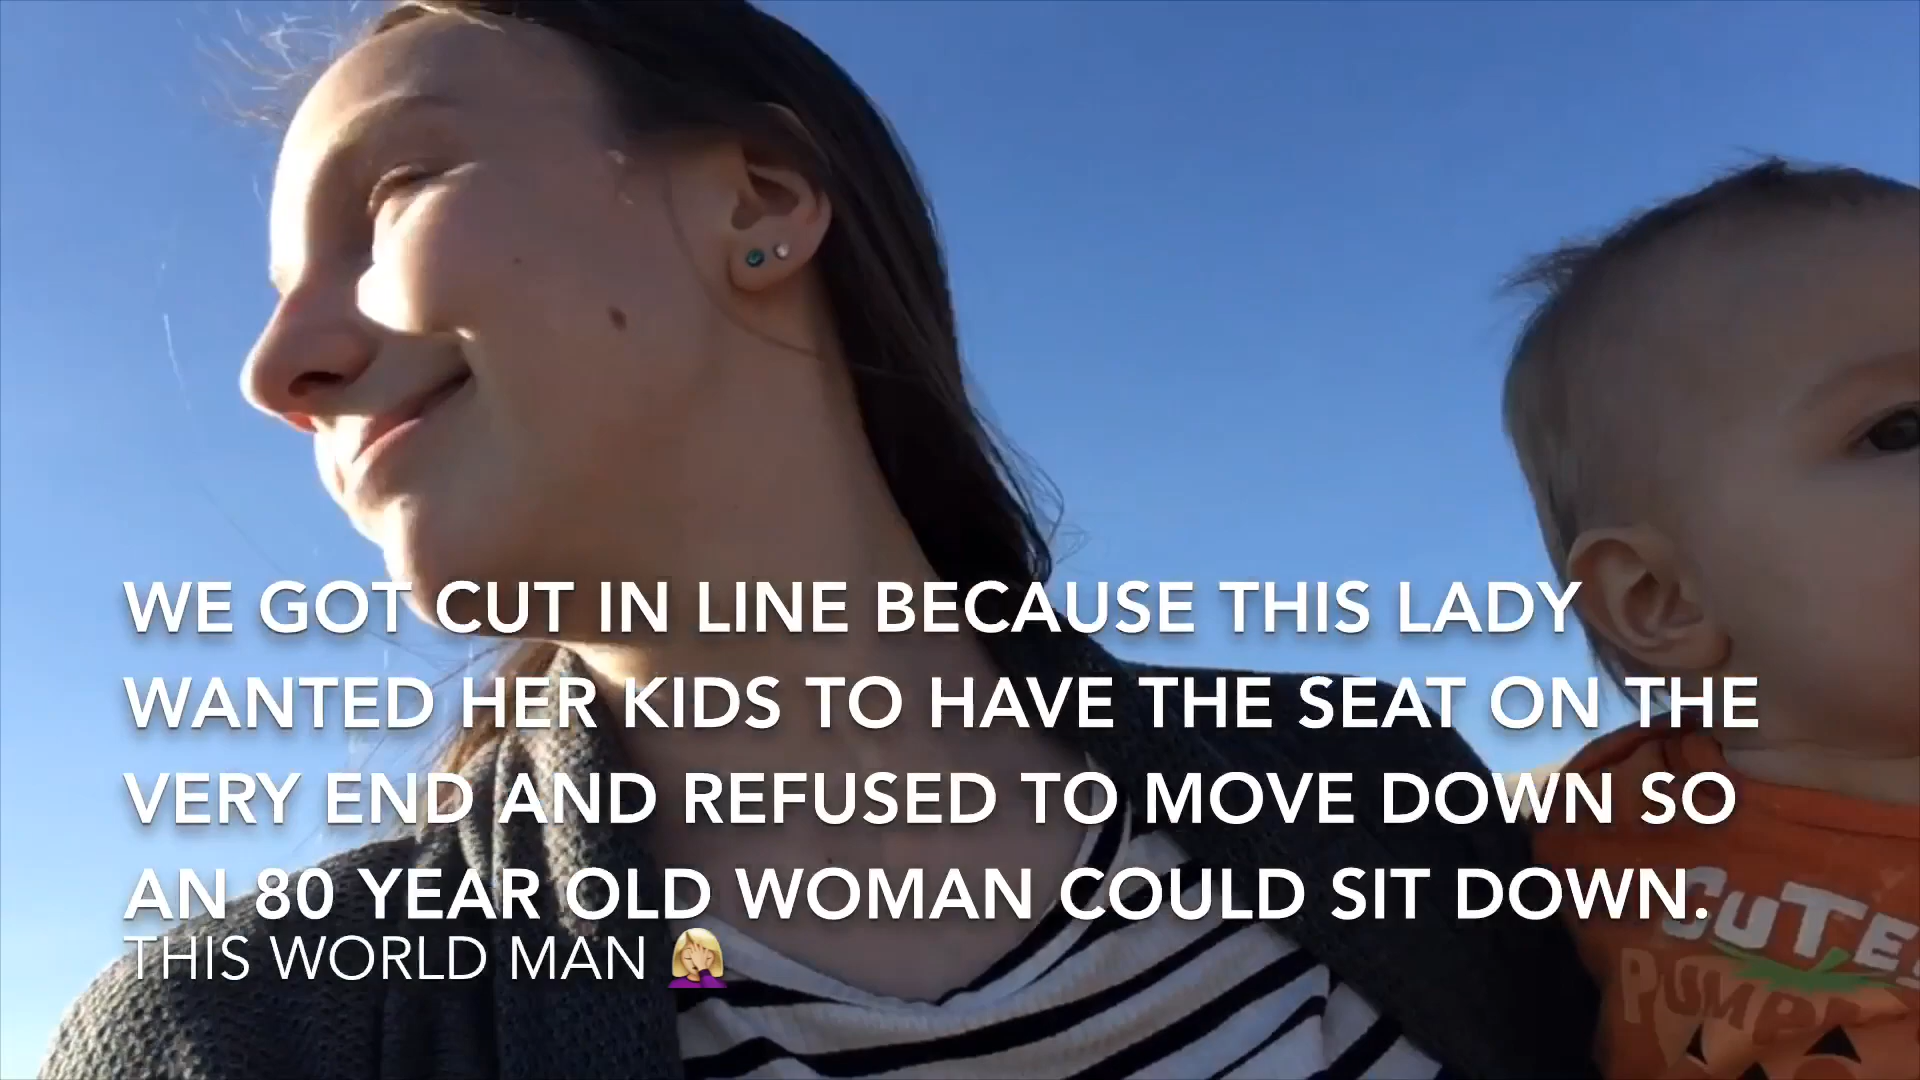 WE GOT CUT IN LINE BECAUSE THIS LADY
WANTED HER KIDS TO HAVE THE SEAT ON THE
VERY END AND REFUSED TO MOVE DOWN SO
AN 80 YEAR OLD WOMAN COULD SIT DOWN.
THIS WORLD MAN 🤦🏼‍♀️